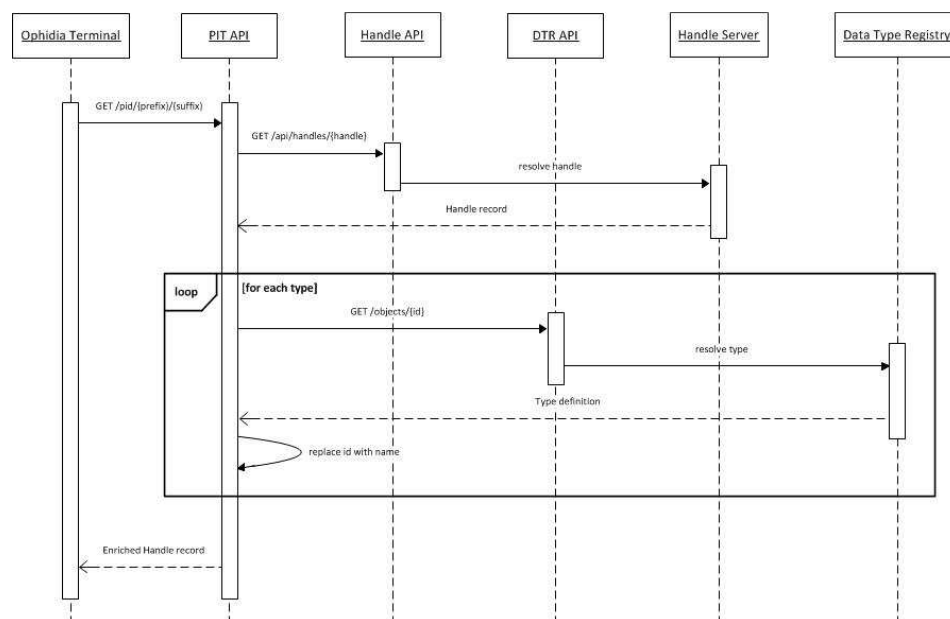 Ophidia Terminal
PIT API
Handle API
DTR API
Handle Server
Data Type Registry
GET /pid/{prefix}/{suffix}
GET /api/handles/{handle}
resolve handle
Handle record
loop
[for each type]
GET /objects/{id}
resolve type
Type definition
replace id with name
Enriched Handle record